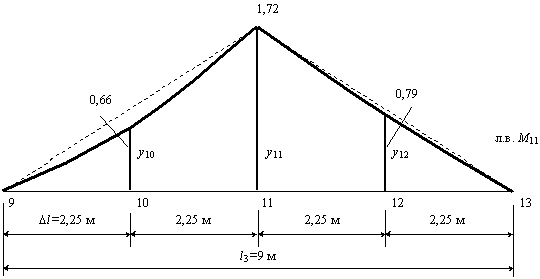 1,72
0,66
0,79
л.в. M11
y10
y11
y12
9
10
11
12
13
Δl=2,25 м
2,25 м
2,25 м
2,25 м
l3=9 м